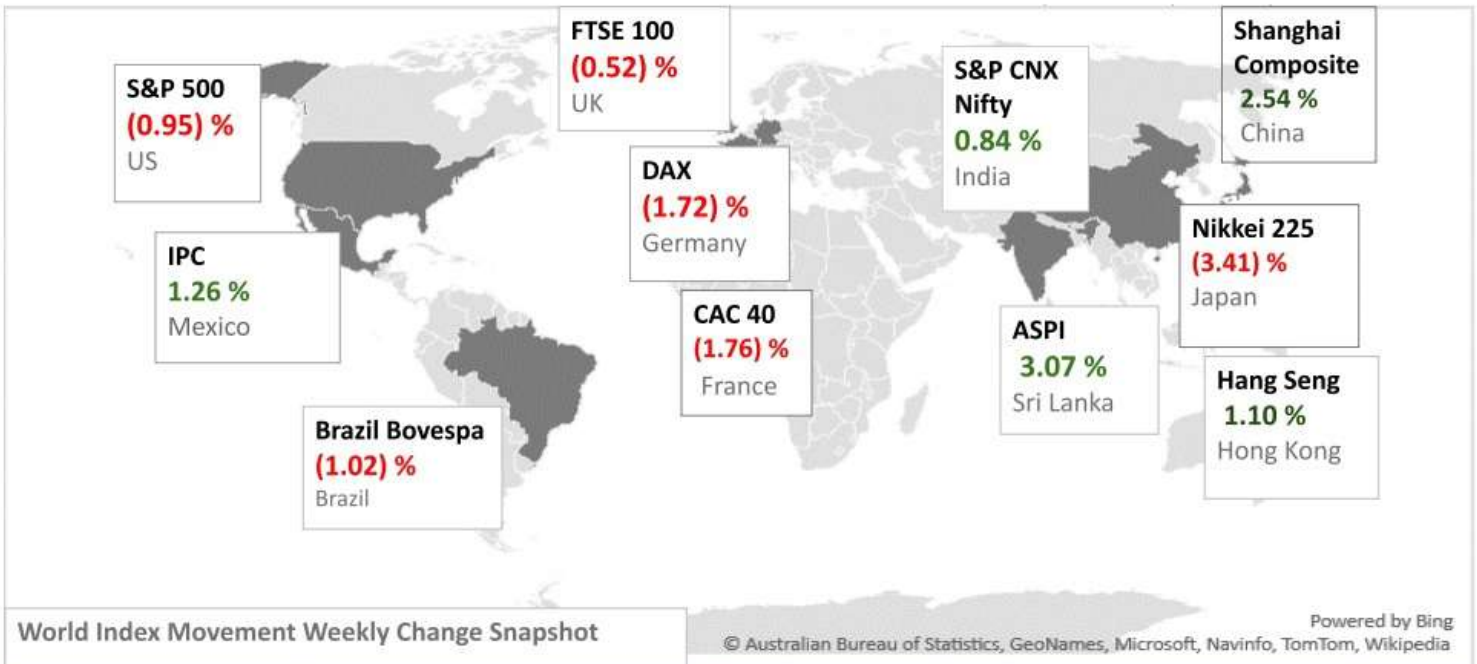 FTSE 100
(0.52) %
UK
Shanghai
Composite
2.54 %
China
S&P 500
(0.95) %
US
S&P CNX
Nifty
0.84 %
India
DAX
(1.72) %
Germany
Nikkei 225
(3.41) %
Japan
IPC
1.26 %
Mexico
CAC 40
(1.76) %
France
ASPI
3.07 %
Sri Lanka
Hang Seng
1.10 %
Hong Kong
Brazil Bovespa
(1.02) %
Brazil
World Index Movement Weekly Change Snapshot
Powered by Bing
© Australian Bureau of Statistics, GeoNames, Microsoft, Navinfo, TomTom, Wikipedia